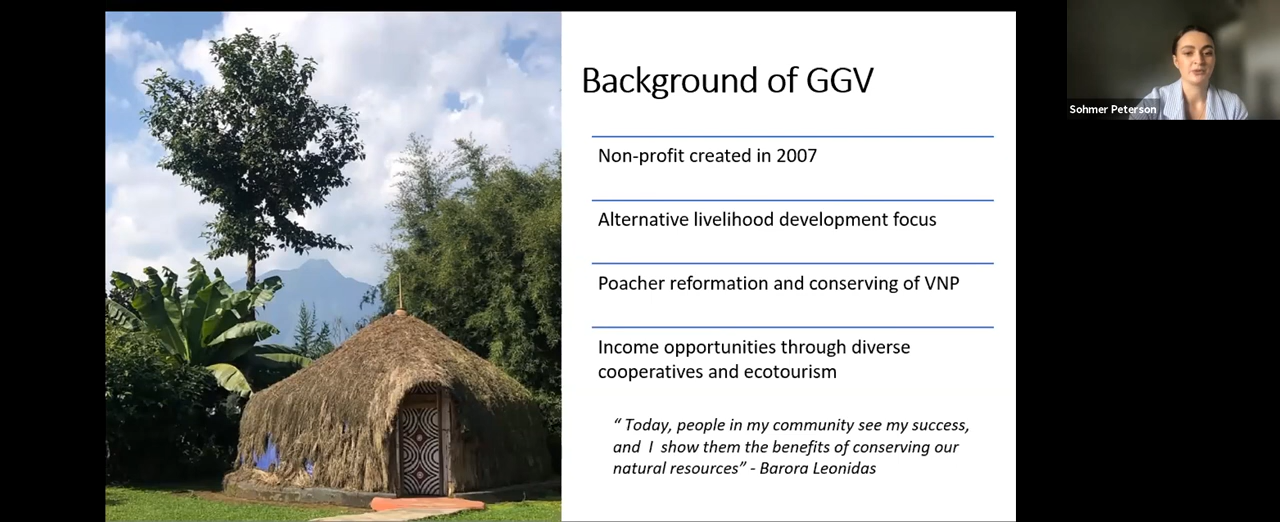 Background of GGV
Non-profit created in 2007
Alternative livelihood development focus
Poacher reformation and conserving of VNP
Income opportunities through diverse
cooperatives and ecotourism
“ Today, people in my community see my success,
and I show them the benefits of conserving our
natural resources” - Barora Leonidas
Sohmer Peterson